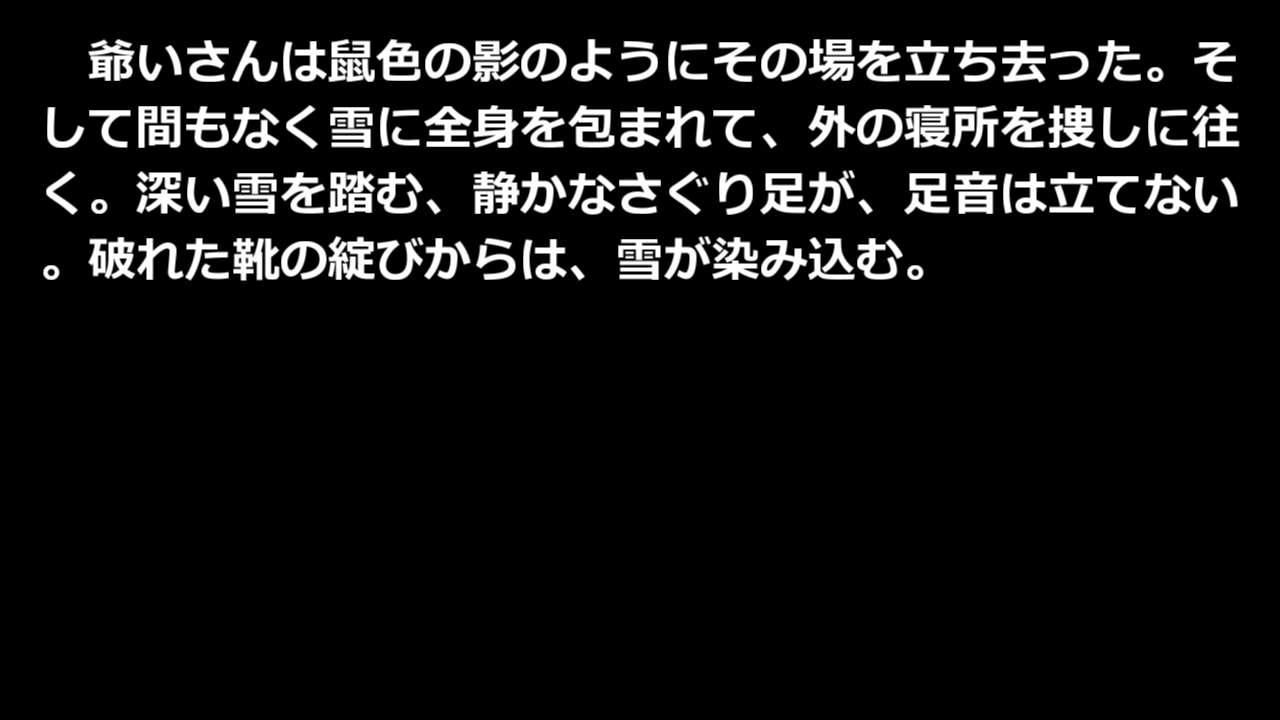 爺いさんは鼠色の影のようにその場を立ち去った。そ
して間もなく雪に全身を包まれて、外の寝所を捜しに往
く。深い雪を踏む、静かなさぐり足が、足音は立てない
。破れた靴の綻びからは、雪が染み込む。